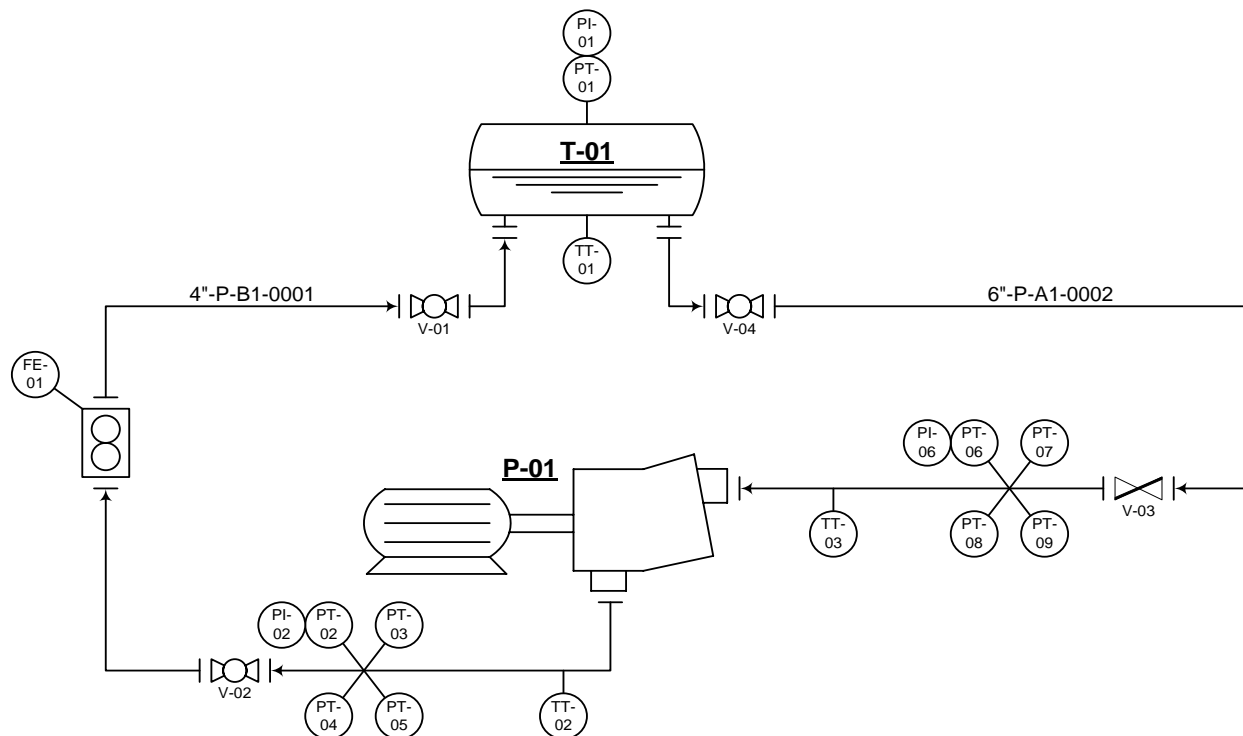 PI-
01
PT-
01
T-01
TT-
01
4"-P-B1-0001
V-01
6"-P-A1-0002
V-04
FE-
01
P-01
PI-
06
PT-
06
PT-
07
PT-
08
PT-
09
TT-
03
V-03
PI-
02
PT-
02
PT-
03
PT-
04
PT-
05
TT-
02
V-02